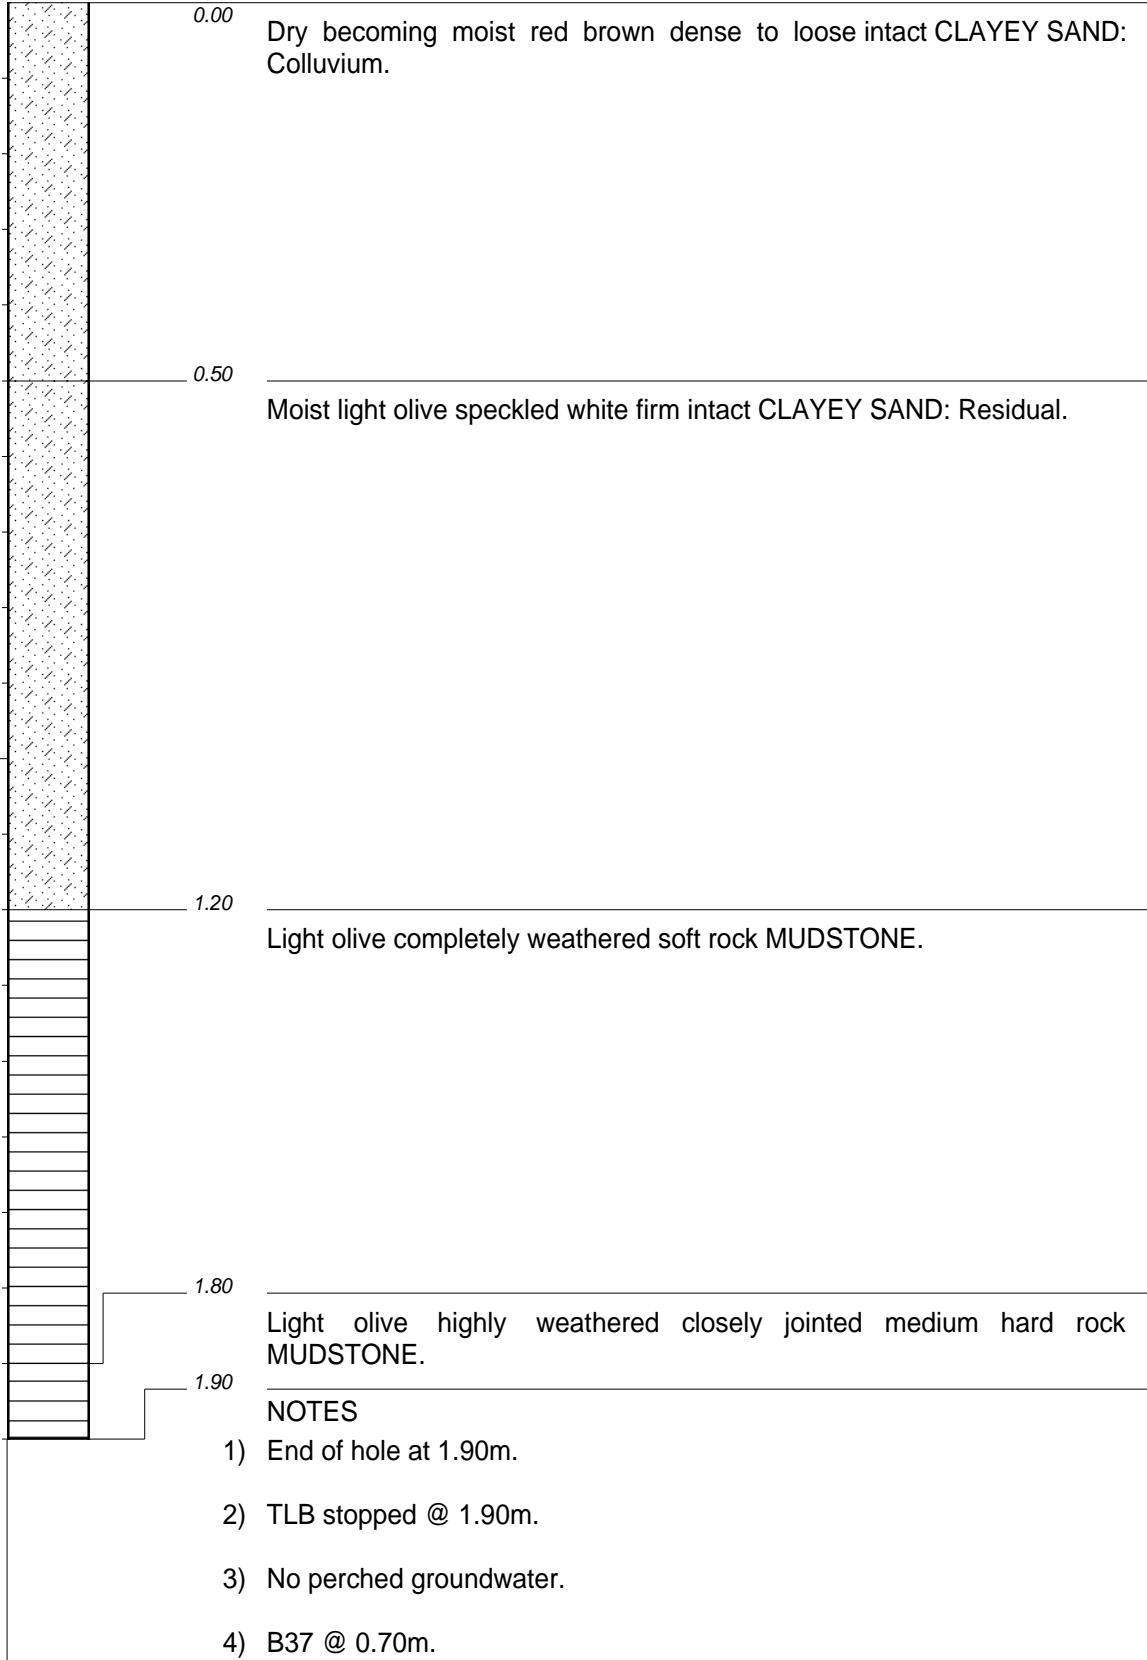 0.00
Dry becoming moist red brown dense to loose intact CLAYEY SAND:
Colluvium.
0.50
Moist light olive speckled white firm intact CLAYEY SAND: Residual.
1.20
Light olive completely weathered soft rock MUDSTONE.
1.80
Light olive highly weathered closely jointed medium hard rock
MUDSTONE.
1.90
NOTES
1) End of hole at 1.90m.
2) TLB stopped @ 1.90m.
3) No perched groundwater.
4) B37 @ 0.70m.